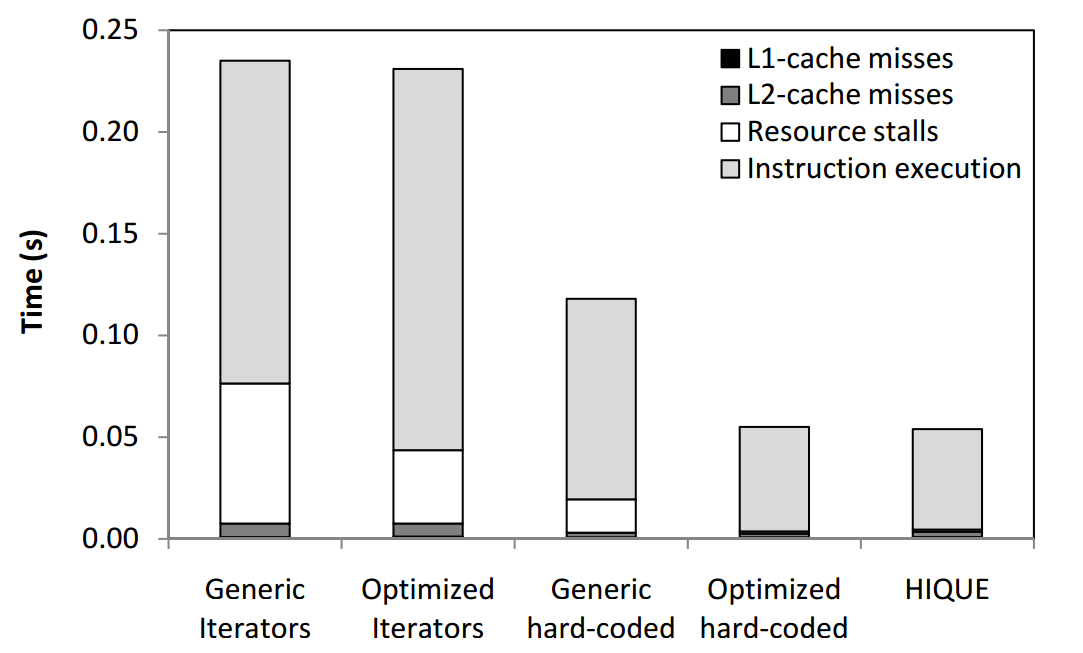 0.25
0.20
0.15
0.10
0.05
0.00
Time (s)
L1-cache misses
L2-cache misses
Resource stalls
Instruction execution
Generic
Iterators
Optimized
Iterators
Generic
hard-coded
Optimized
hard-coded
HIQUE